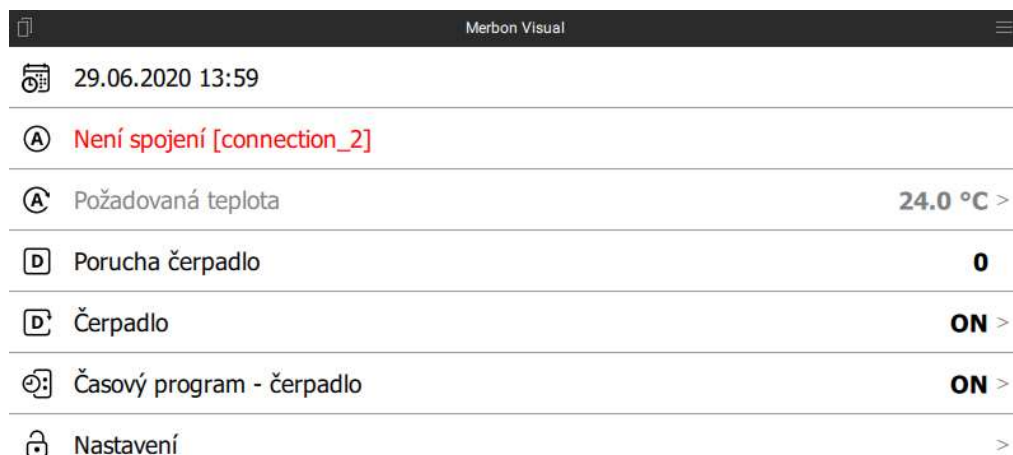 Merbon Visual
29.06.2020 13:59
A Není spojení [connection_2]
A Požadovaná teplota 24.0 °C >
D Porucha čerpadlo 0
D Čerpadlo ON >
Časový program - čerpadlo ON >
Nastavení >